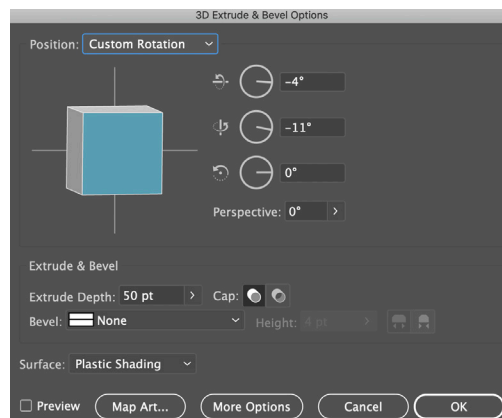 3D Extrude & Bevel Options
Position: Custom Rotation
-4°
-11°
0°
Perspective: 0°
Extrude & Bevel
Extrude Depth: 50 pt Cap:
Bevel: None Height: 4 pt
Surface: Plastic Shading
Preview Map Art... More Options Cancel OK